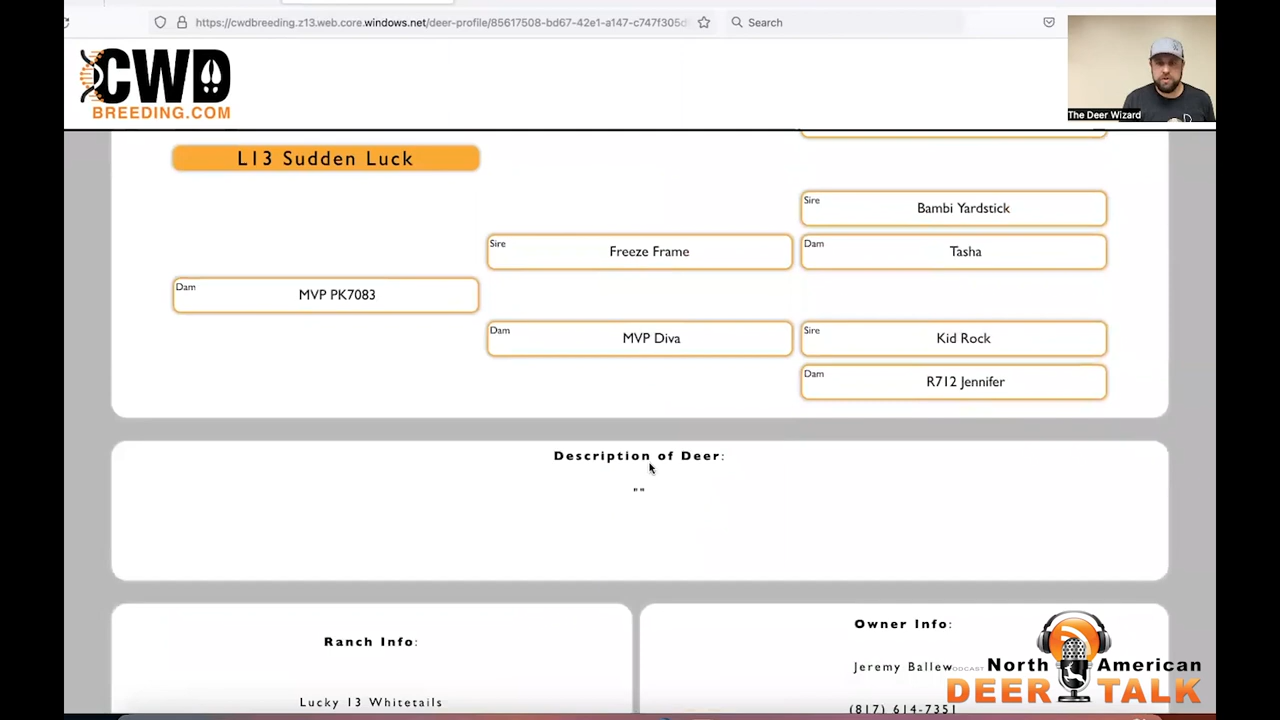 https://cwdbreeding.z13.web.core.windows.net/deer-profile/85617508-bd67-42e1-a147-c747f305d
Search
CWD
BREEDING.COM
The Deer Wizard
L13 Sudden Luck
Sire Bambi Yardstick
Sire Freeze Frame
Dam Tasha
Dam MVP PK7083
Dam MVP Diva
Sire Kid Rock
Dam R712 Jennifer
Description of Deer:
""
Ranch Info:
Lucky 13 Whitetails
Owner Info:
Jeremy Ballew
(817) 614-7351
PODCAST North American
DEER TALK